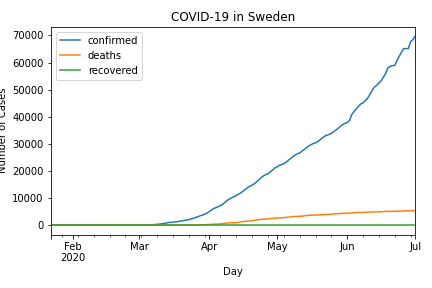 COVID-19 in Sweden
confirmed
deaths
recovered
70000
60000
50000
40000
30000
20000
10000
0
Number of Cases
Feb
2020
Mar
Apr
May
Jun
Jul
Day